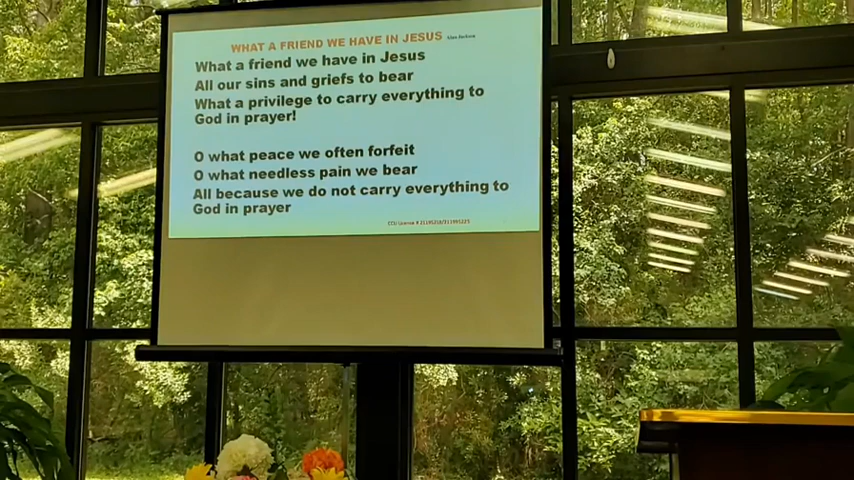 WHAT A FRIEND WE HAVE IN JESUS
What a friend we have in Jesus
All our sins and griefs to bear
What a privilege to carry everything to
God in prayer!
O what peace we often forfeit
O what needless pain we bear
All because we do not carry everything to
God in prayer